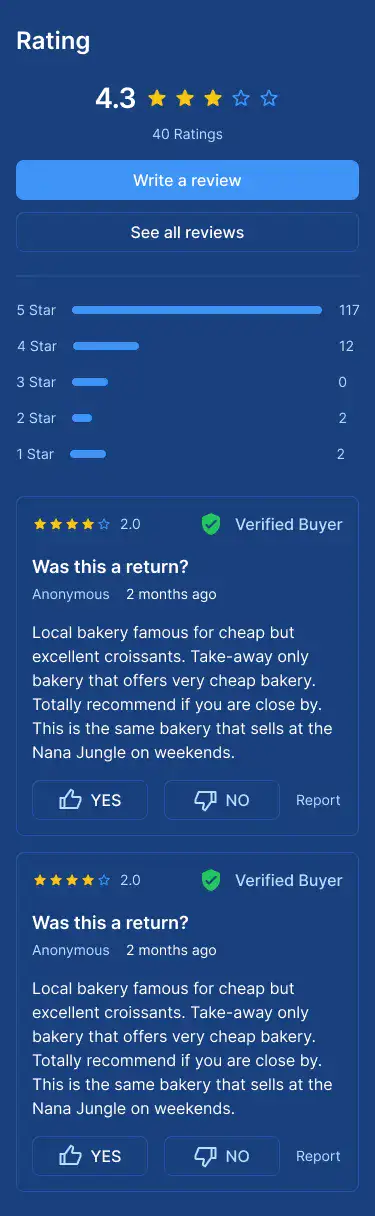 Rating
4.3
40 Ratings
Write a review
See all reviews
5 Star 117
4 Star 12
3 Star 0
2 Star 2
1 Star 2
2.0 Verified Buyer
Was this a return?
Anonymous 2 months ago
Local bakery famous for cheap but
excellent croissants. Take-away only
bakery that offers very cheap bakery.
Totally recommend if you are close by.
This is the same bakery that sells at the
Nana Jungle on weekends.
YES NO Report
2.0 Verified Buyer
Was this a return?
Anonymous 2 months ago
Local bakery famous for cheap but
excellent croissants. Take-away only
bakery that offers very cheap bakery.
Totally recommend if you are close by.
This is the same bakery that sells at the
Nana Jungle on weekends.
YES NO Report